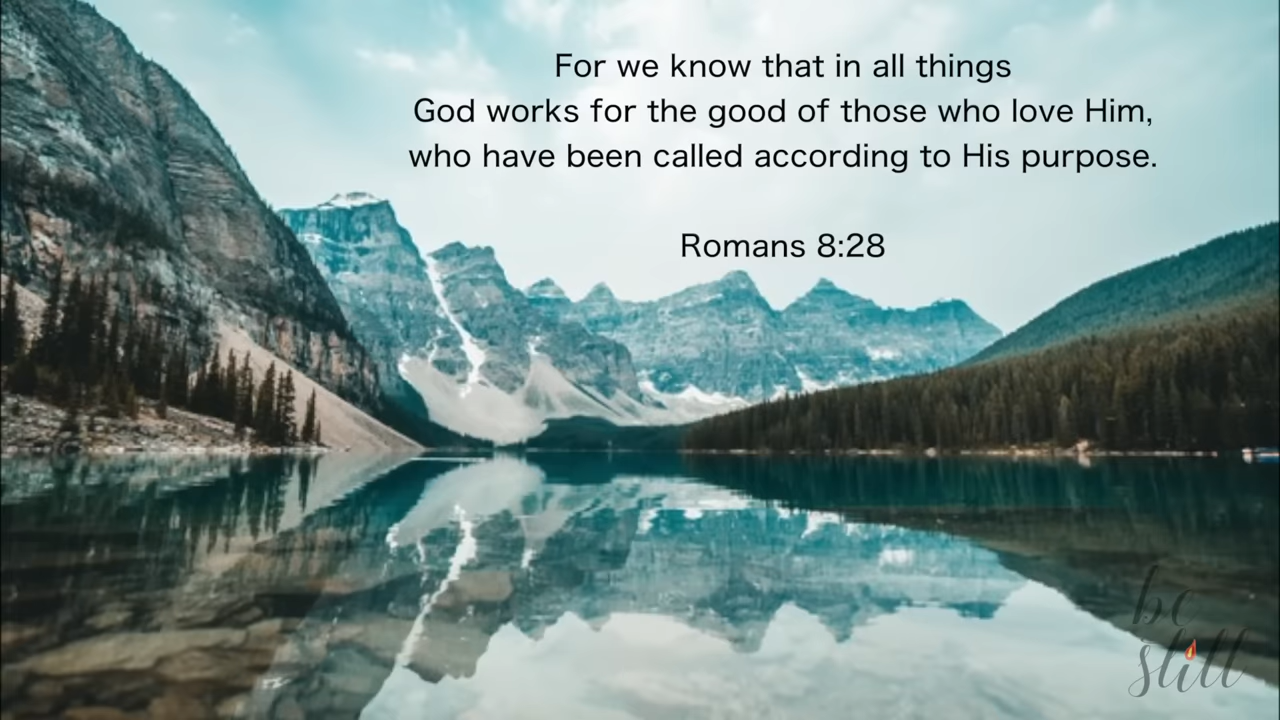 For we know that in all things
God works for the good of those who love Him,
who have been called according to His purpose.
Romans 8:28
be
still